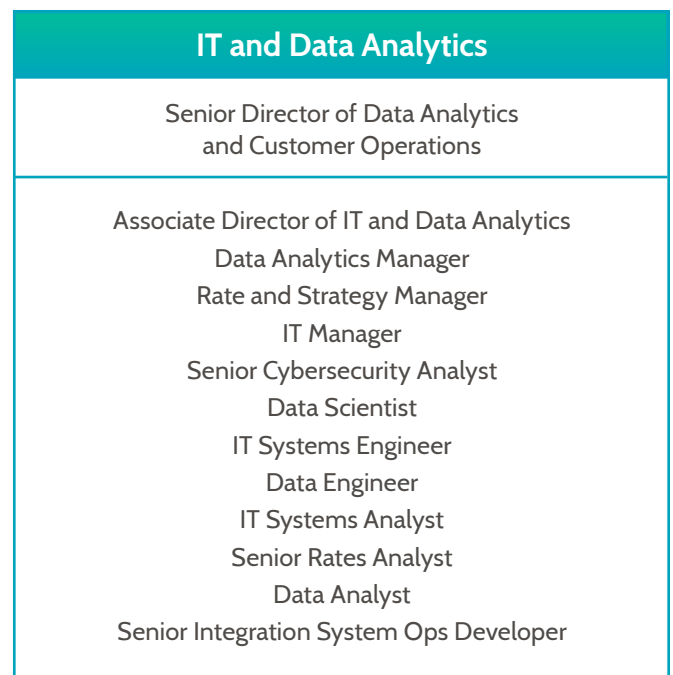 IT and Data Analytics
Senior Director of Data Analytics
and Customer Operations
Associate Director of IT and Data Analytics
Data Analytics Manager
Rate and Strategy Manager
IT Manager
Senior Cybersecurity Analyst
Data Scientist
IT Systems Engineer
Data Engineer
IT Systems Analyst
Senior Rates Analyst
Data Analyst
Senior Integration System Ops Developer